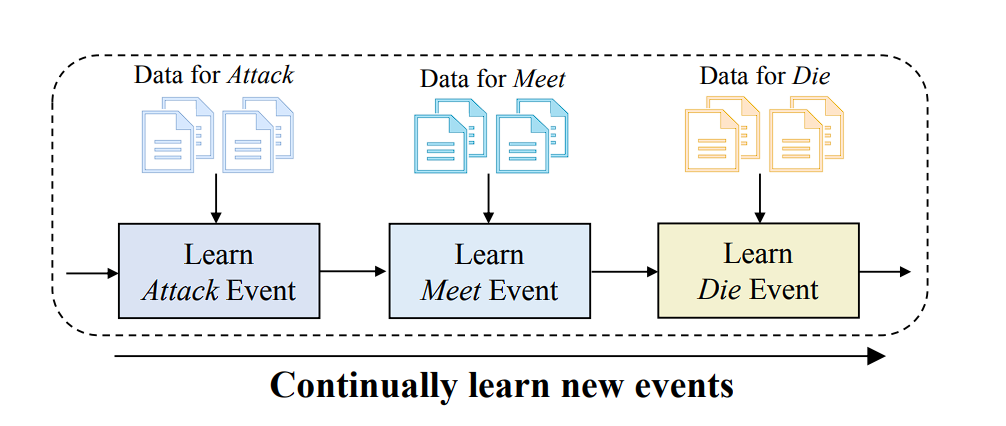 Data for Attack
Data for Meet
Data for Die
Learn
Attack Event
Learn
Meet Event
Learn
Die Event
Continually learn new events